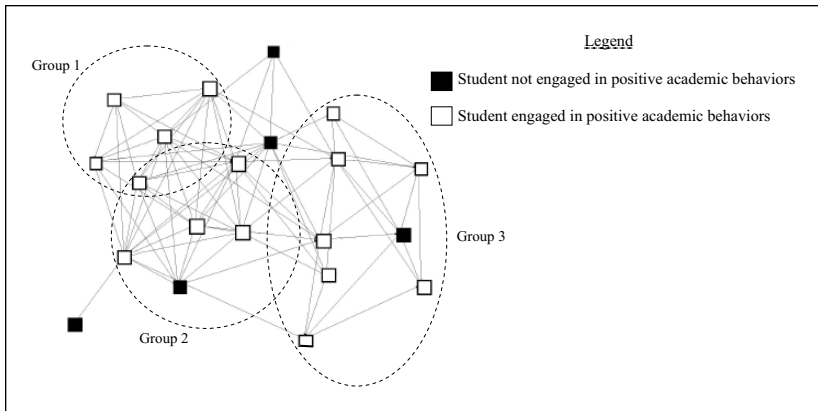 Legend
Group 1
Student not engaged in positive academic behaviors
Student engaged in positive academic behaviors
Group 3
Group 2